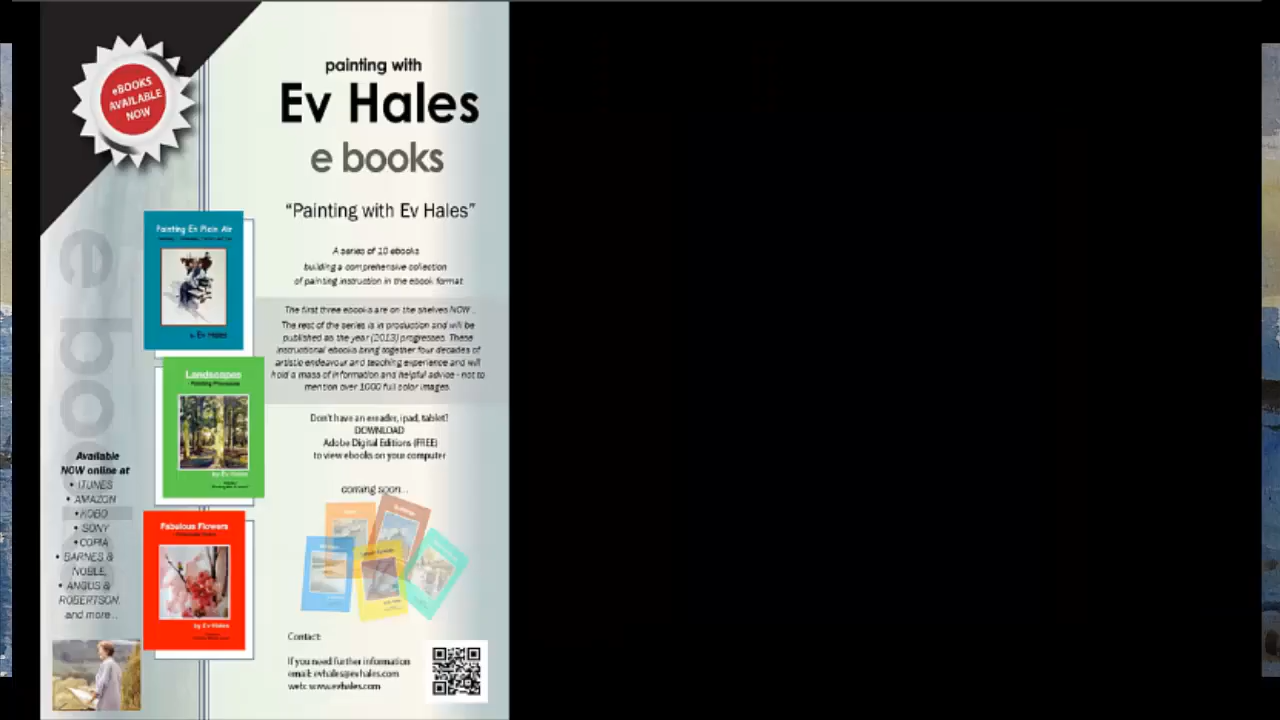 eBOOKS
AVAILABLE
NOW
painting with
Ev Hales
e books
"Painting with Ev Hales"
A series of 10 ebooks
building a comprehensive collection
of painting instruction in the ebook format
The first three ebooks are on the shelves NOW ..
The rest of the series is in production and will be
published as the year (2013) progresses. These
instructional ebooks bring together four decades of
artistic endeavour and teaching experience and will
hold a mass of information and helpful advice - not to
mention over 1000 full color images.
Don't have an ereader, ipad, tablet?
DOWNLOAD
Adobe Digital Editions (FREE)
to view ebooks on your computer
coming soon...
Contact:
If you need further information
email: evhales@evhales.com
web: www.evhales.com
e books
Painting En Plein Air
by Ev Hales
Landscapes
- Painting Processes
by Ev Hales
Fabulous Flowers
by Ev Hales
Available
NOW online at
• ITUNES
• AMAZON
• KOBO
• SONY
• COPIA
• BARNES &
NOBLE,
• ANGUS &
ROBERTSON,
and more...